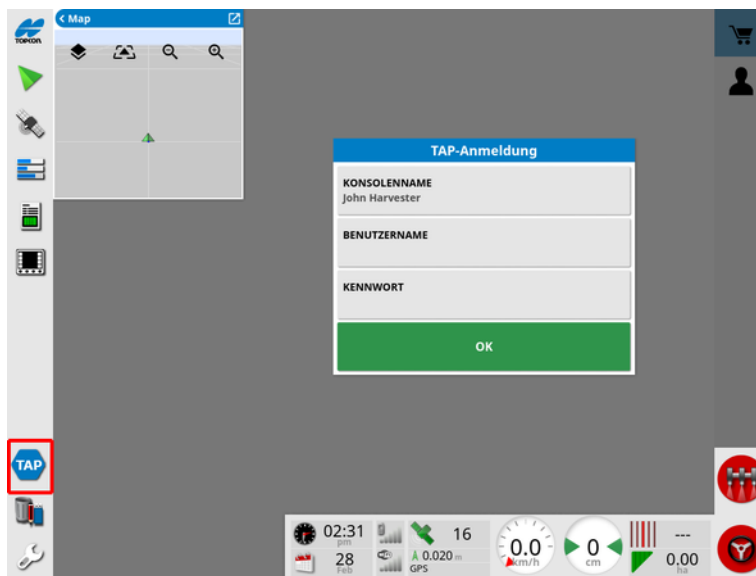 TOPCON
Map
TAP-Anmeldung
KONSOLENNAME
John Harvester
BENUTZERNAME
KENNWORT
OK
TAP
02:31
pm
28
Feb
16
0.020 m
GPS
0.0
km/h
0
cm
---
0.00
ha